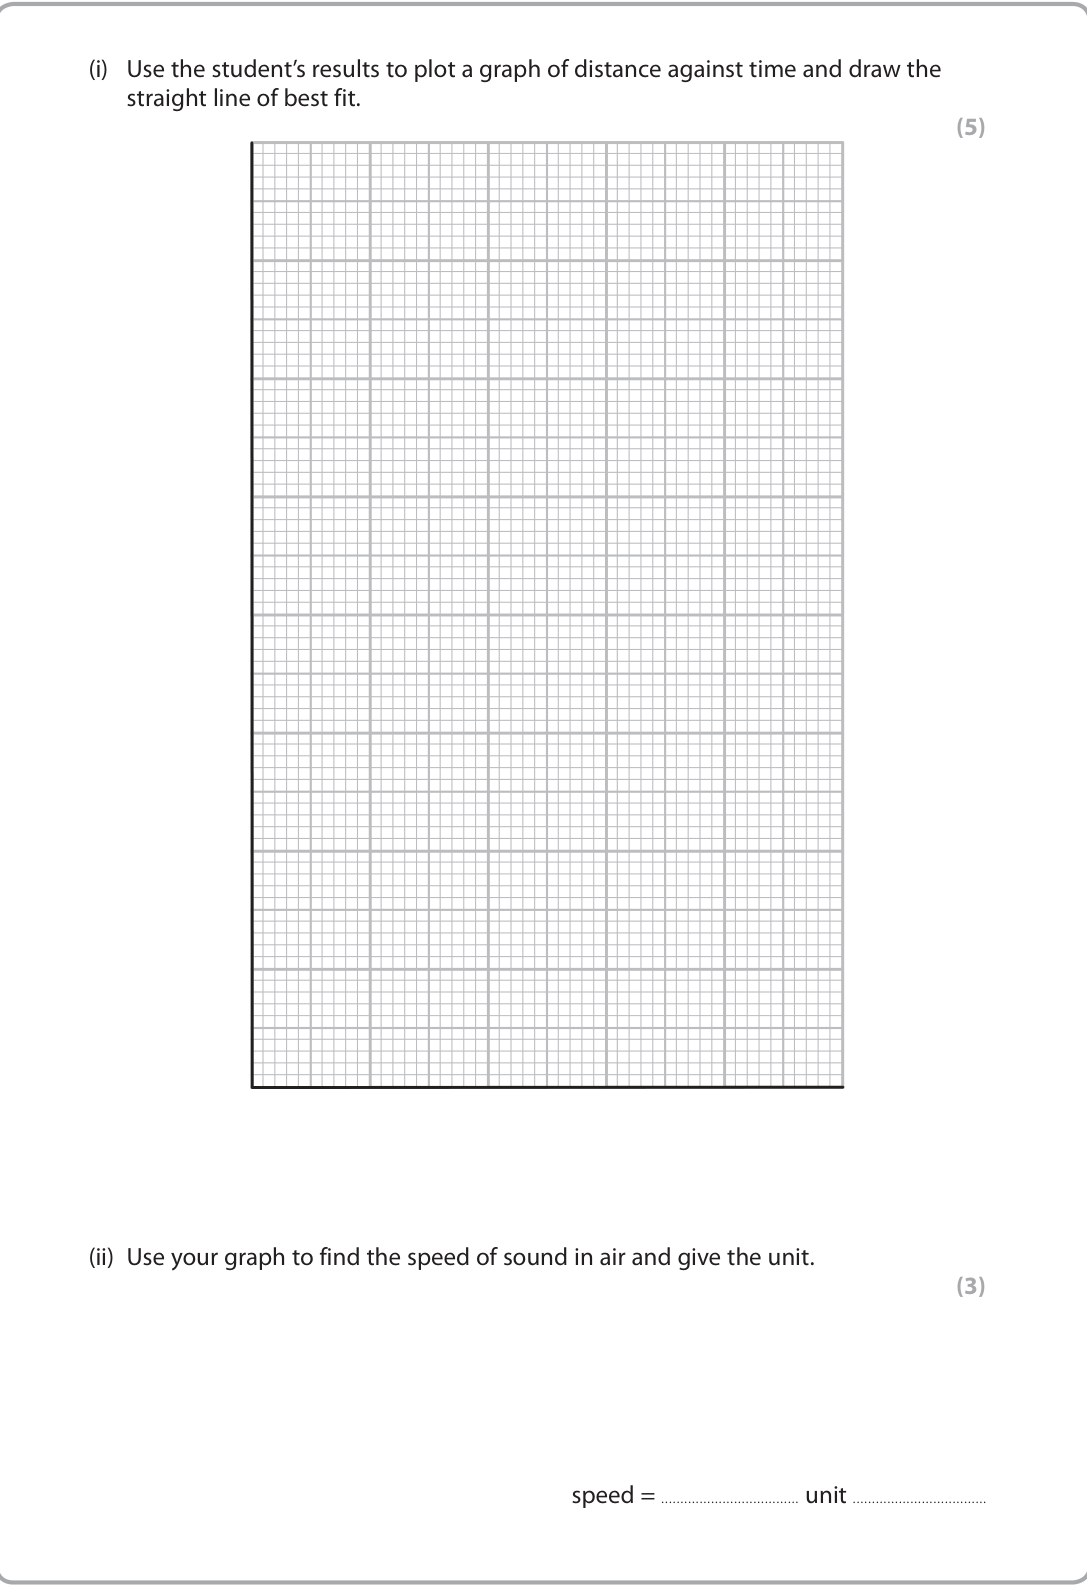 (i) Use the student’s results to plot a graph of distance against time and draw the
straight line of best fit.
(5)
(ii) Use your graph to find the speed of sound in air and give the unit.
(3)
speed = .................................... unit ...................................